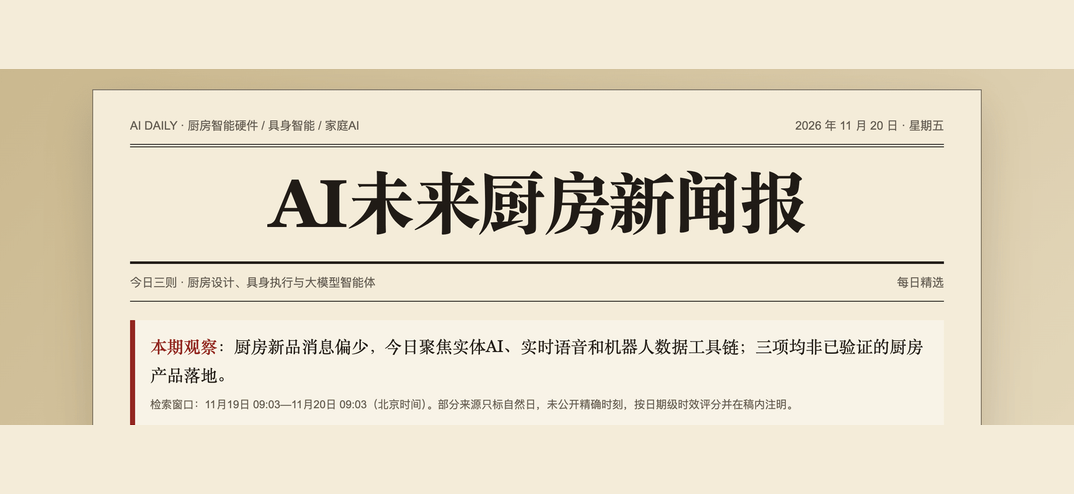 AI DAILY · 厨房智能硬件 / 具身智能 / 家庭AI
2026 年 11 月 20 日 · 星期五
AI未来厨房新闻报
今日三则 · 厨房设计、具身执行与大模型智能体
每日精选
本期观察：厨房新品消息偏少，今日聚焦实体AI、实时语音和机器人数据工具链；三项均非已验证的厨房
产品落地。
检索窗口：11月19日 09:03—11月20日 09:03（北京时间）。部分来源只标自然日，未公开精确时刻，按日期级时效评分并在稿内注明。